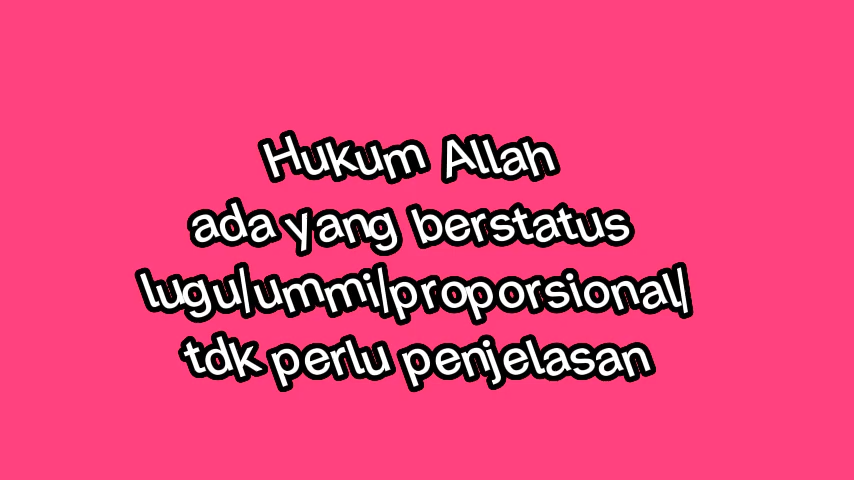 Hukum Allah
ada yang berstatus
lugu/ummi/proporsional/
tdk perlu penjelasan